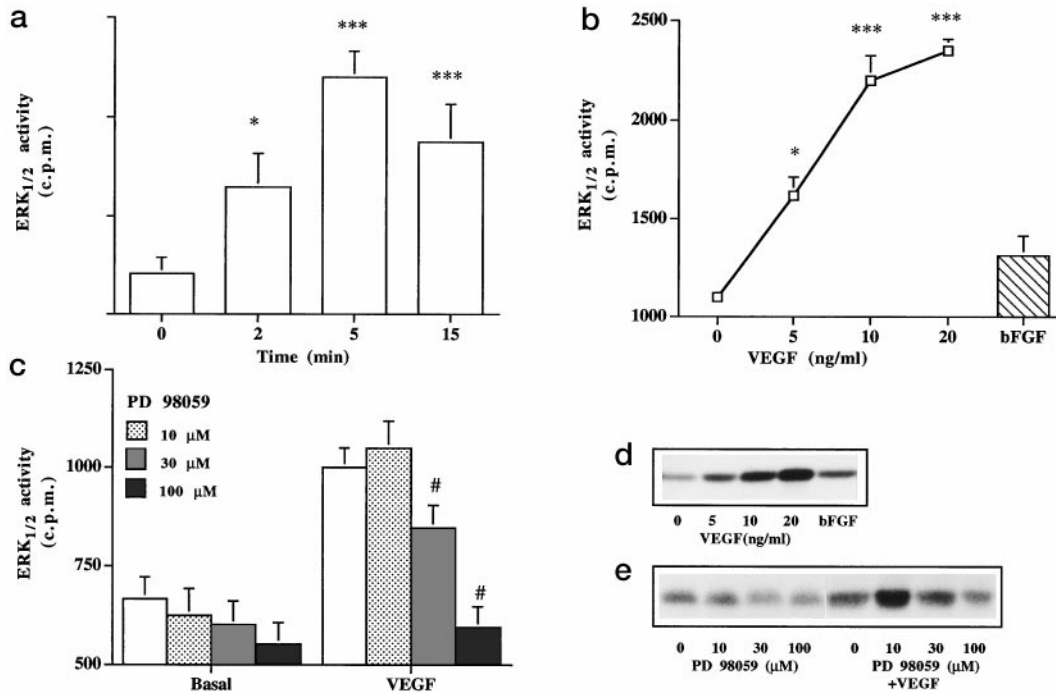 a
ERK1/2 activity
(c.p.m.)
*
***
***
0 2 5 15
Time (min)
b
ERK1/2 activity
(c.p.m.)
2500
2000
1500
1000
*
***
***
0 5 10 20 bFGF
VEGF (ng/ml)
c
ERK1/2 activity
(c.p.m.)
1250
1000
750
500
PD 98059
10 µM
30 µM
100 µM
#
#
Basal VEGF
d
0 5 10 20 bFGF
VEGF(ng/ml)
e
0 10 30 100 0 10 30 100
PD 98059 (µM) PD 98059 (µM)
+VEGF